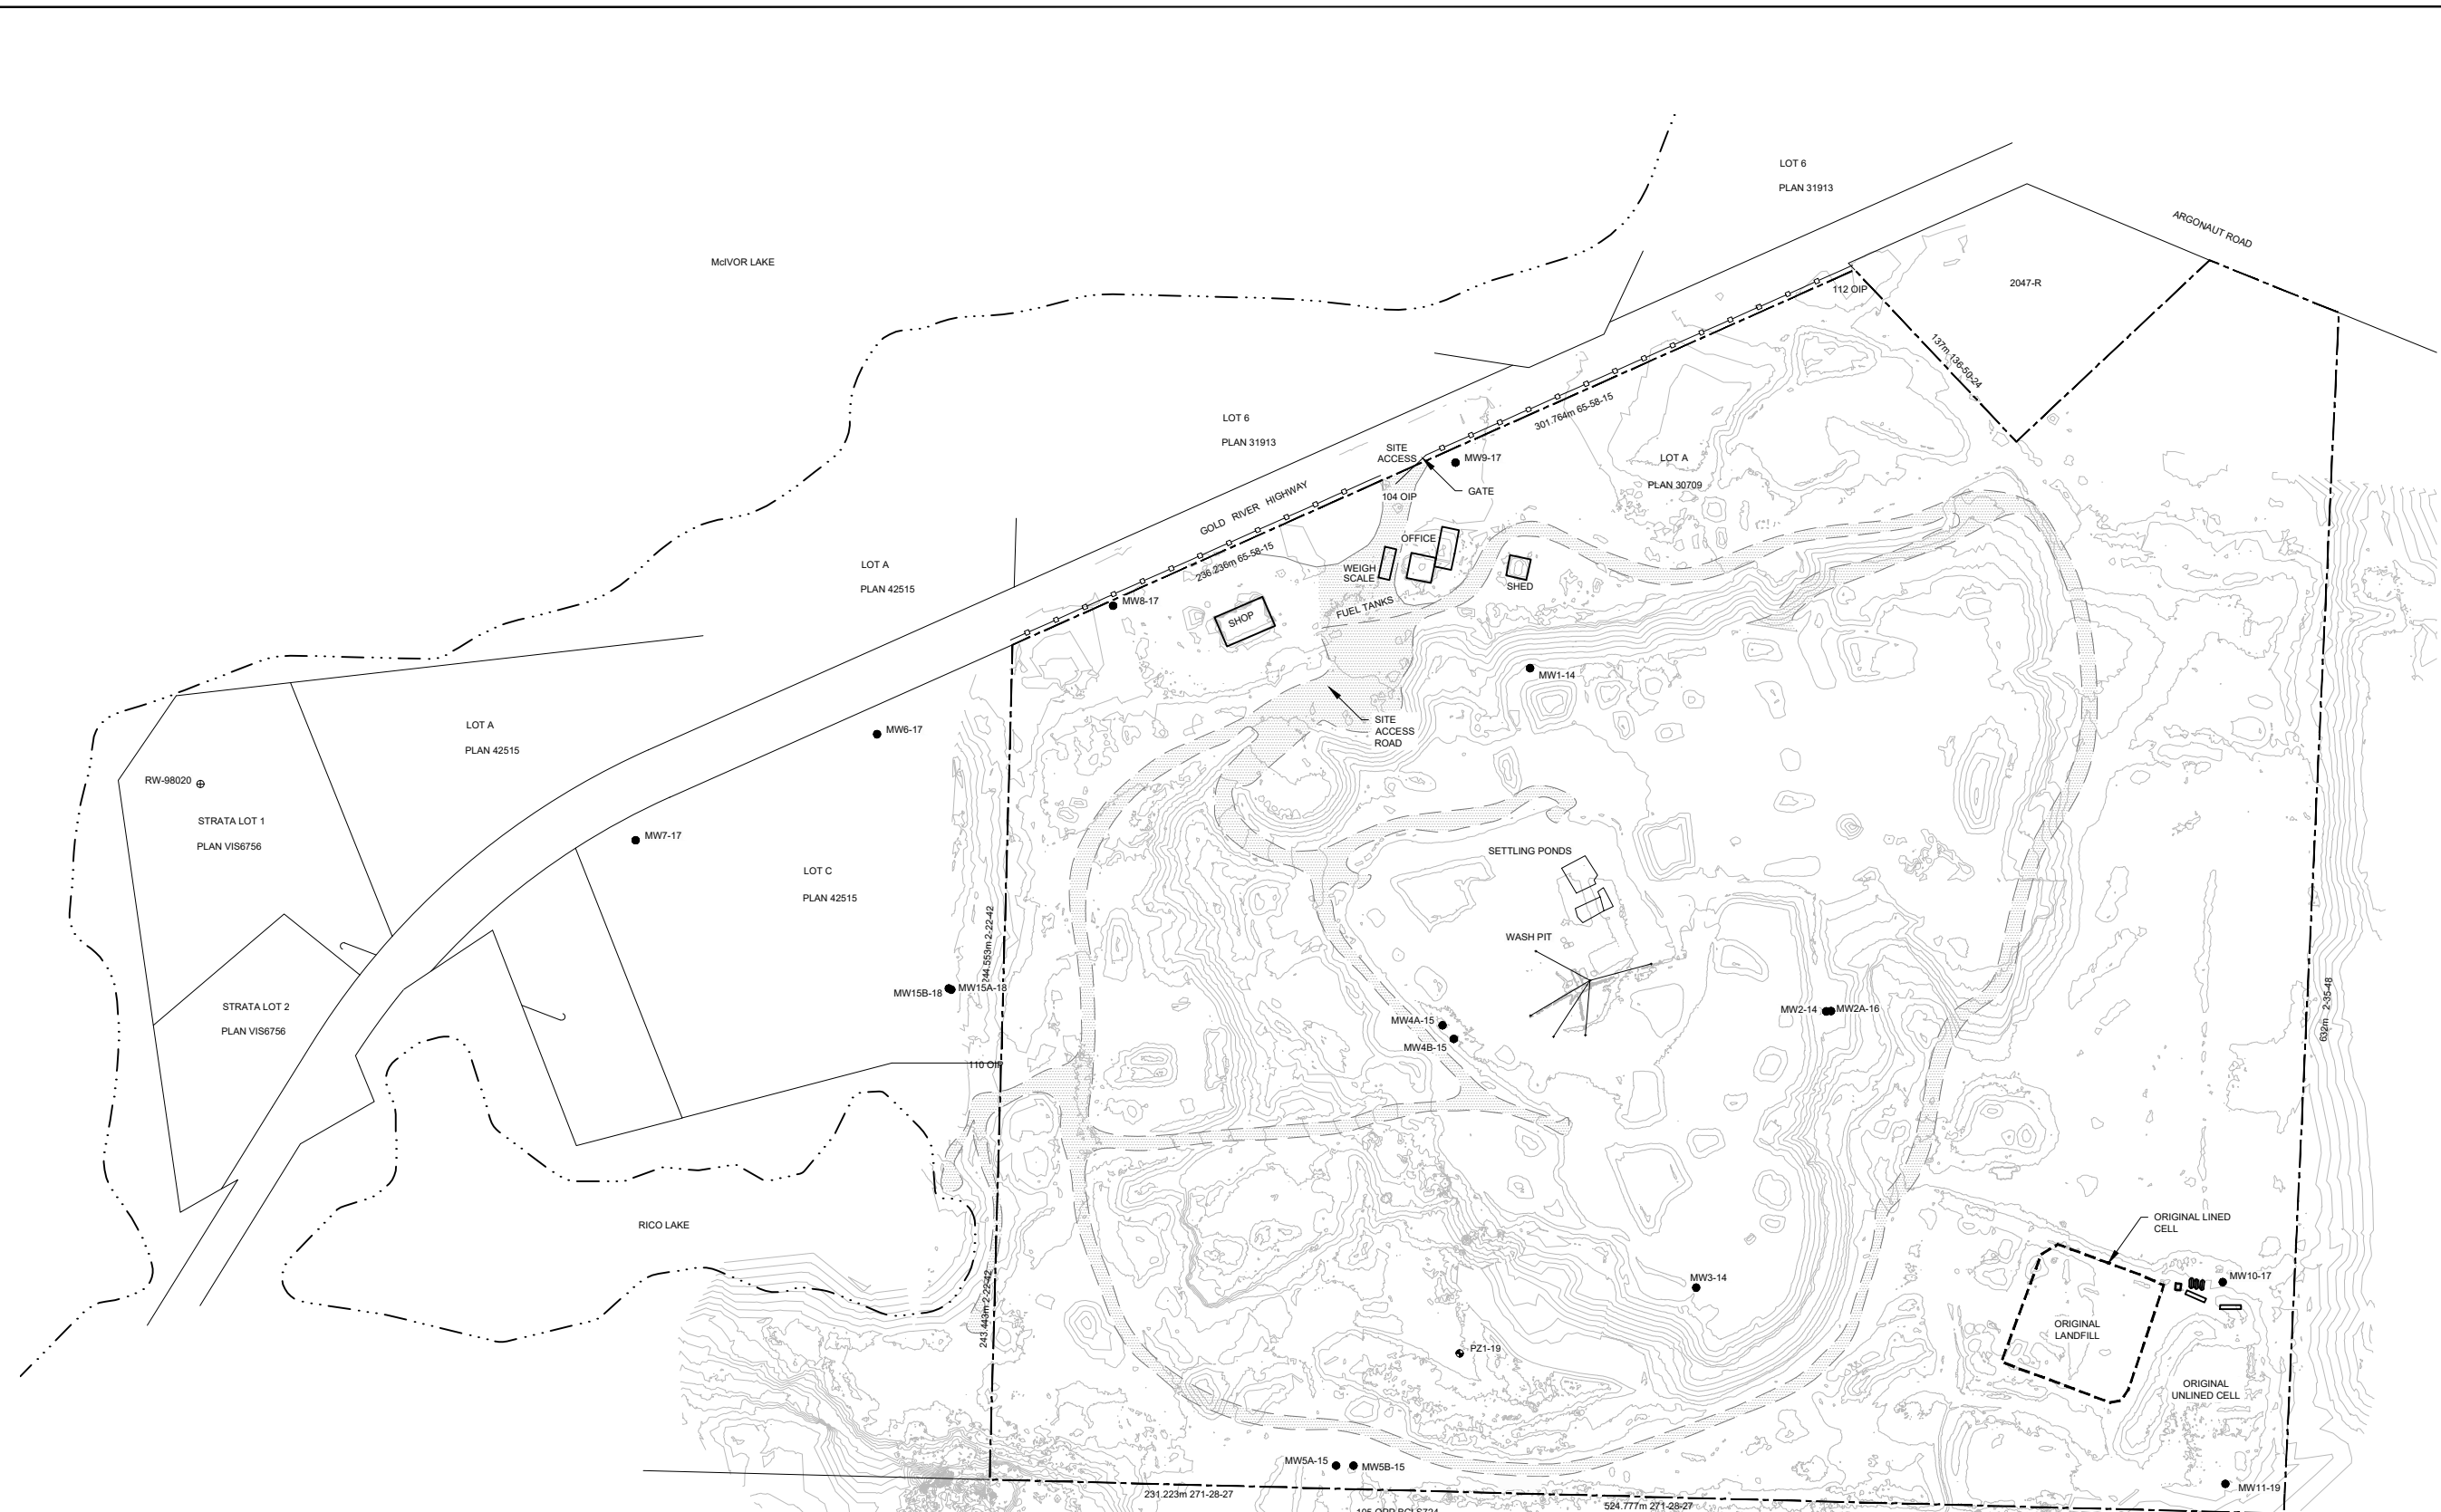 LOT 6
PLAN 31913
ARGONAUT ROAD
McIVOR LAKE
2047-R
112 OIP
137m 136-50-24
301.764m 65-58-15
LOT 6
PLAN 31913
SITE
ACCESS
MW9-17
LOT A
PLAN 30709
GATE
104 OIP
GOLD RIVER HIGHWAY
236.236m 65-58-15
OFFICE
WEIGH
SCALE
SHED
FUEL TANKS
LOT A
PLAN 42515
MW8-17
SHOP
MW1-14
SITE
ACCESS
ROAD
LOT A
PLAN 42515
MW6-17
RW-98020
STRATA LOT 1
PLAN VIS6756
MW7-17
LOT C
PLAN 42515
SETTLING PONDS
WASH PIT
244.553m 2-22-42
MW15B-18
MW15A-18
STRATA LOT 2
PLAN VIS6756
MW4A-15
MW4B-15
MW2-14
MW2A-16
632m 2-35-48
110 OIP
RICO LAKE
ORIGINAL LINED
CELL
MW3-14
MW10-17
243.443m 2-22-42
ORIGINAL
LANDFILL
PZ1-19
ORIGINAL
UNLINED CELL
MW5A-15
MW5B-15
MW11-19
231.223m 271-28-27
524.777m 271-28-27